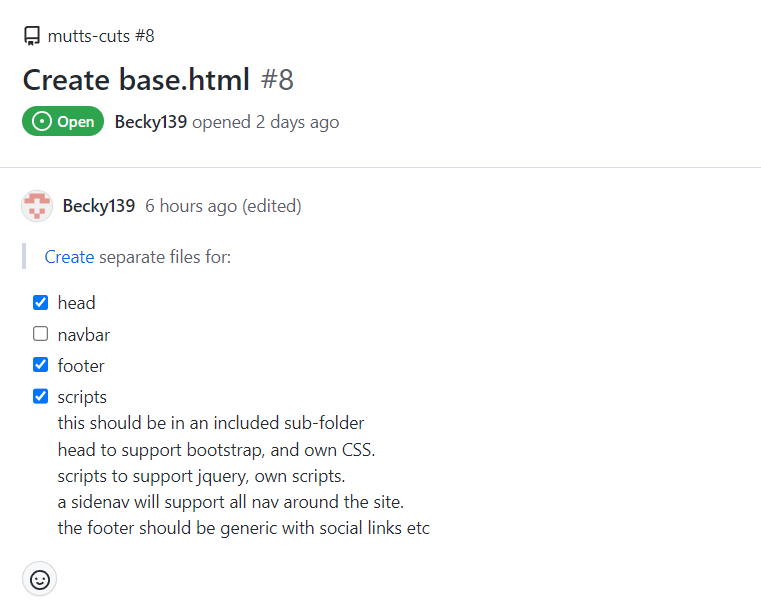 mutts-cuts #8
Create base.html #8
Open Becky139 opened 2 days ago
Becky139 6 hours ago (edited)
Create separate files for:
head
navbar
footer
scripts
this should be in an included sub-folder
head to support bootstrap, and own CSS.
scripts to support jquery, own scripts.
a sidenav will support all nav around the site.
the footer should be generic with social links etc